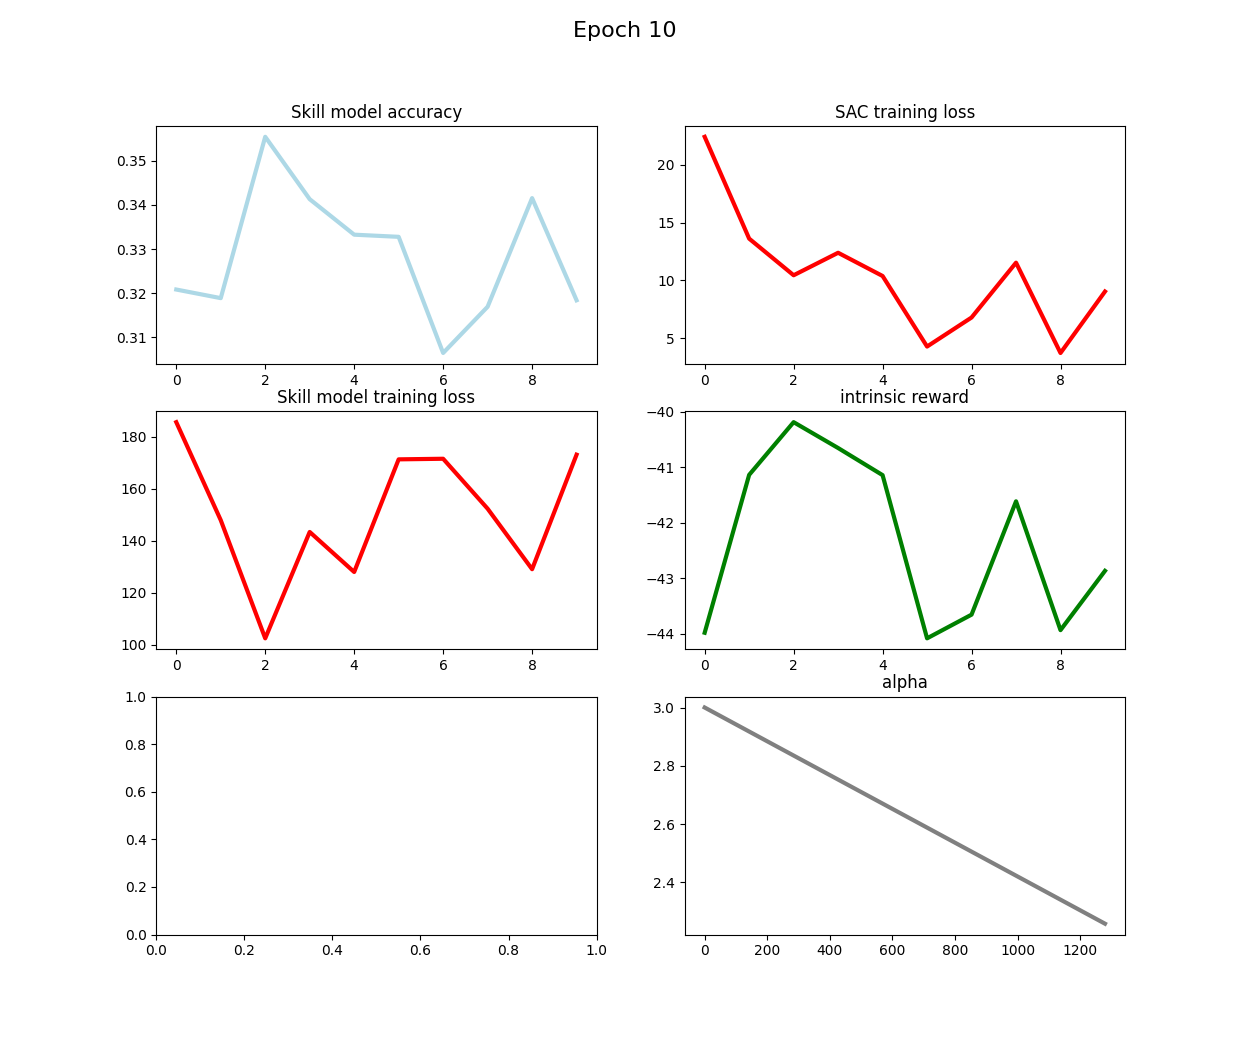 Epoch 10
Skill model accuracy
0.35
0.34
0.33
0.32
0.31
0 2 4 6 8
SAC training loss
20
15
10
5
0 2 4 6 8
Skill model training loss
180
160
140
120
100
0 2 4 6 8
intrinsic reward
−40
−41
−42
−43
−44
0 2 4 6 8
1.0
0.8
0.6
0.4
0.2
0.0
0.0 0.2 0.4 0.6 0.8 1.0
alpha
3.0
2.8
2.6
2.4
0 200 400 600 800 1000 1200